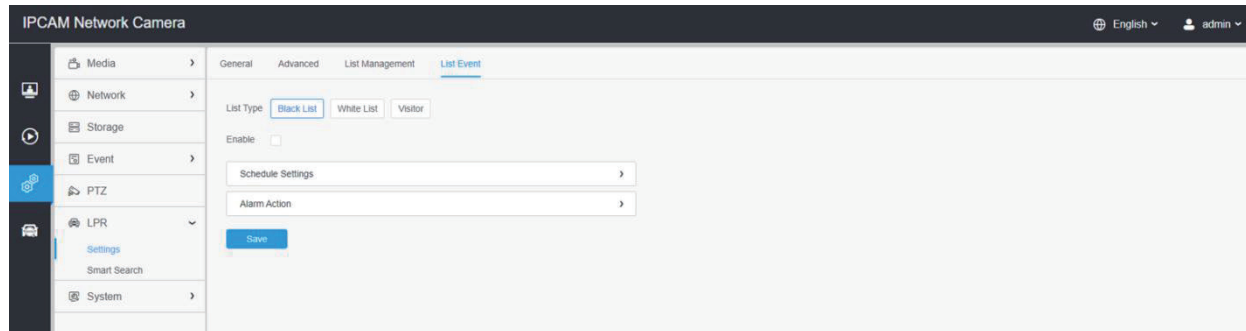 IPCAM Network Camera
English
admin
Media
Network
Storage
Event
PTZ
LPR
Settings
Smart Search
System
General Advanced List Management List Event
List Type Black List White List Visitor
Enable
Schedule Settings
Alarm Action
Save